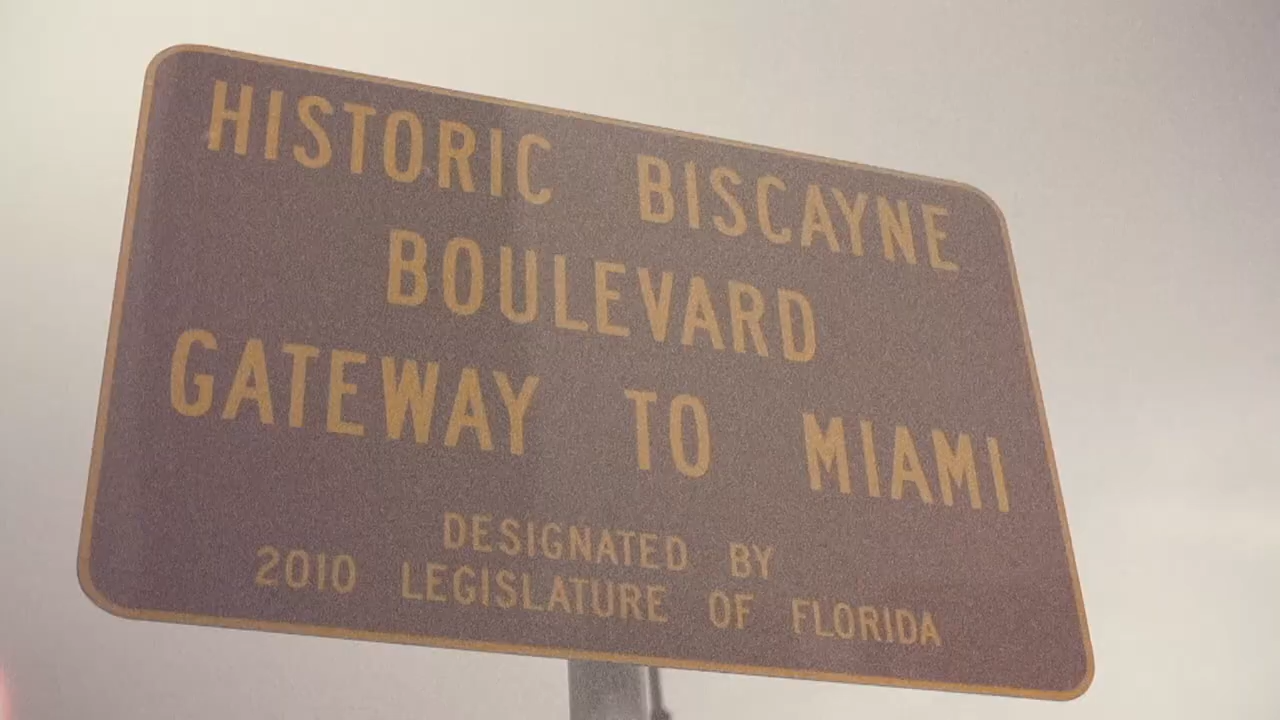 HISTORIC BISCAYNE
BOULEVARD
GATEWAY TO MIAMI
DESIGNATED BY
2010 LEGISLATURE OF FLORIDA